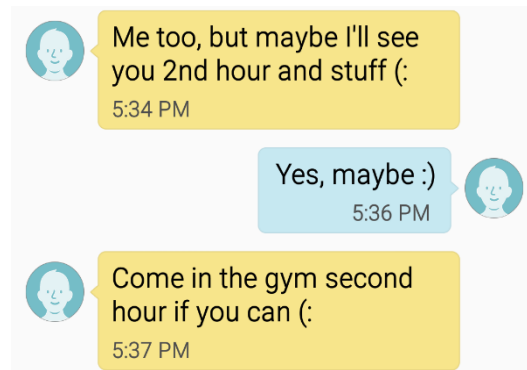 Me too, but maybe I'll see
you 2nd hour and stuff (:
5:34 PM
Yes, maybe :)
5:36 PM
Come in the gym second
hour if you can (:
5:37 PM